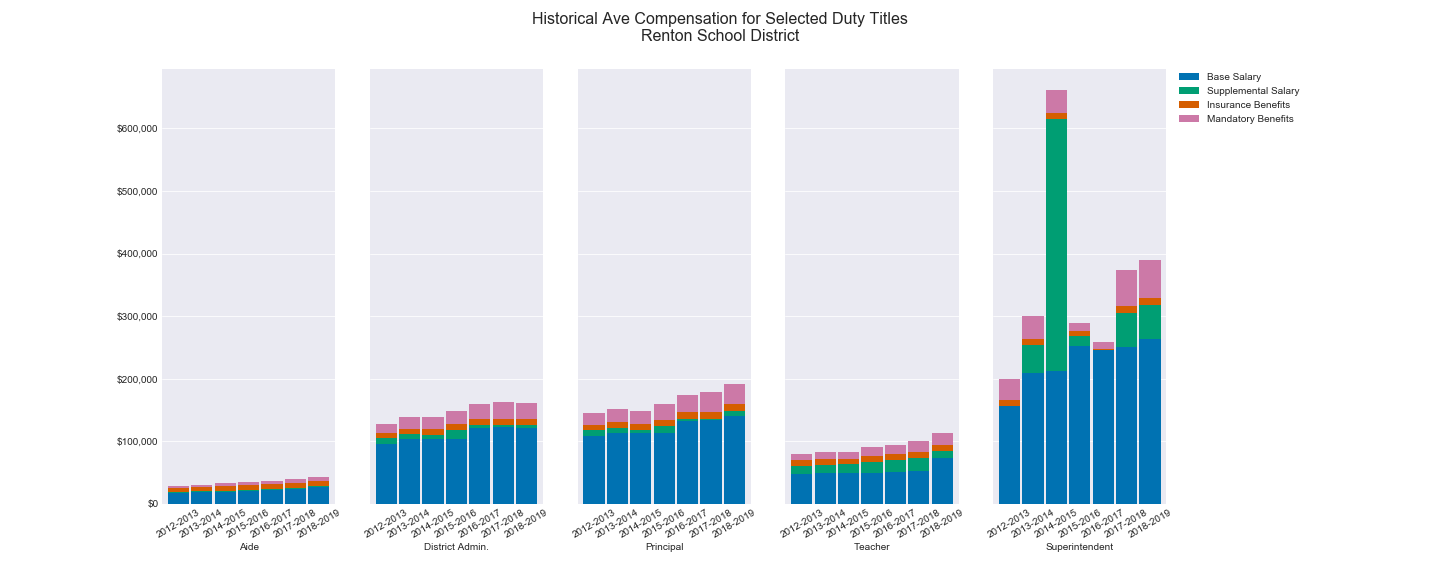 Historical Ave Compensation for Selected Duty Titles
Renton School District
Base Salary
Supplemental Salary
Insurance Benefits
Mandatory Benefits
$600,000
$500,000
$400,000
$300,000
$200,000
$100,000
$0
2012-2013 2013-2014 2014-2015 2015-2016 2016-2017 2017-2018 2018-2019
Aide
2012-2013 2013-2014 2014-2015 2015-2016 2016-2017 2017-2018 2018-2019
District Admin.
2012-2013 2013-2014 2014-2015 2015-2016 2016-2017 2017-2018 2018-2019
Principal
2012-2013 2013-2014 2014-2015 2015-2016 2016-2017 2017-2018 2018-2019
Teacher
2012-2013 2013-2014 2014-2015 2015-2016 2016-2017 2017-2018 2018-2019
Superintendent